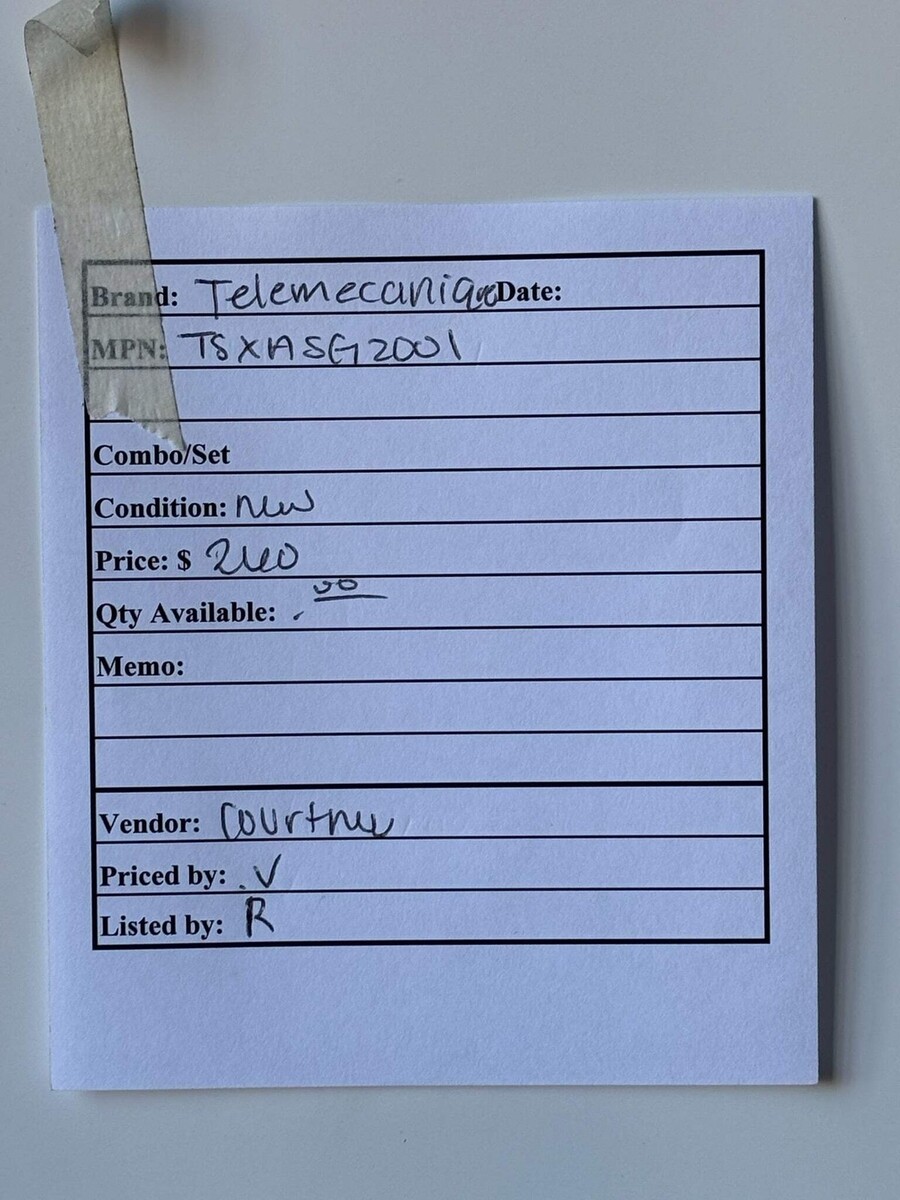 Brand: Telemecanique Date:
MPN: TSXASG2001
Combo/Set
Condition: New
Price: $ 240
Qty Available:
Memo:
Vendor: Courtney
Priced by: .V
Listed by: R